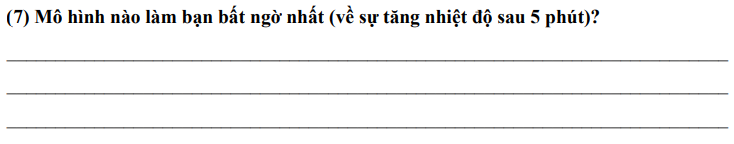 (7) Mô hình nào làm bạn bất ngờ nhất (về sự tăng nhiệt độ sau 5 phút)?